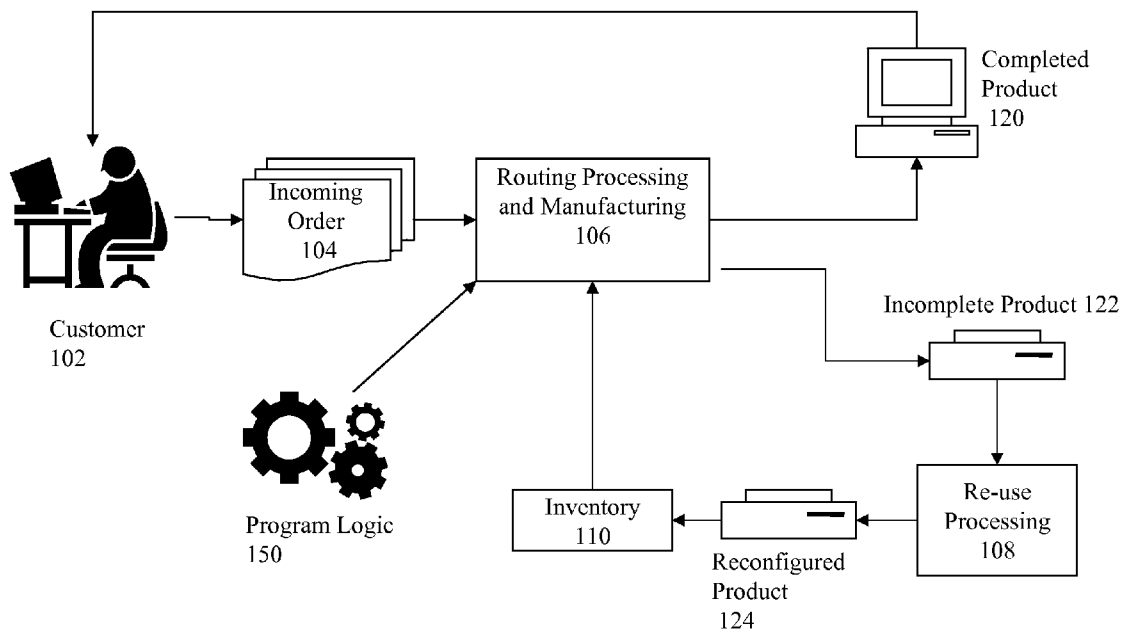 Completed
Product
120
Incoming
Order
104
Routing Processing
and Manufacturing
106
Customer
102
Incomplete Product 122
Program Logic
150
Inventory
110
Reconfigured
Product
124
Re-use
Processing
108